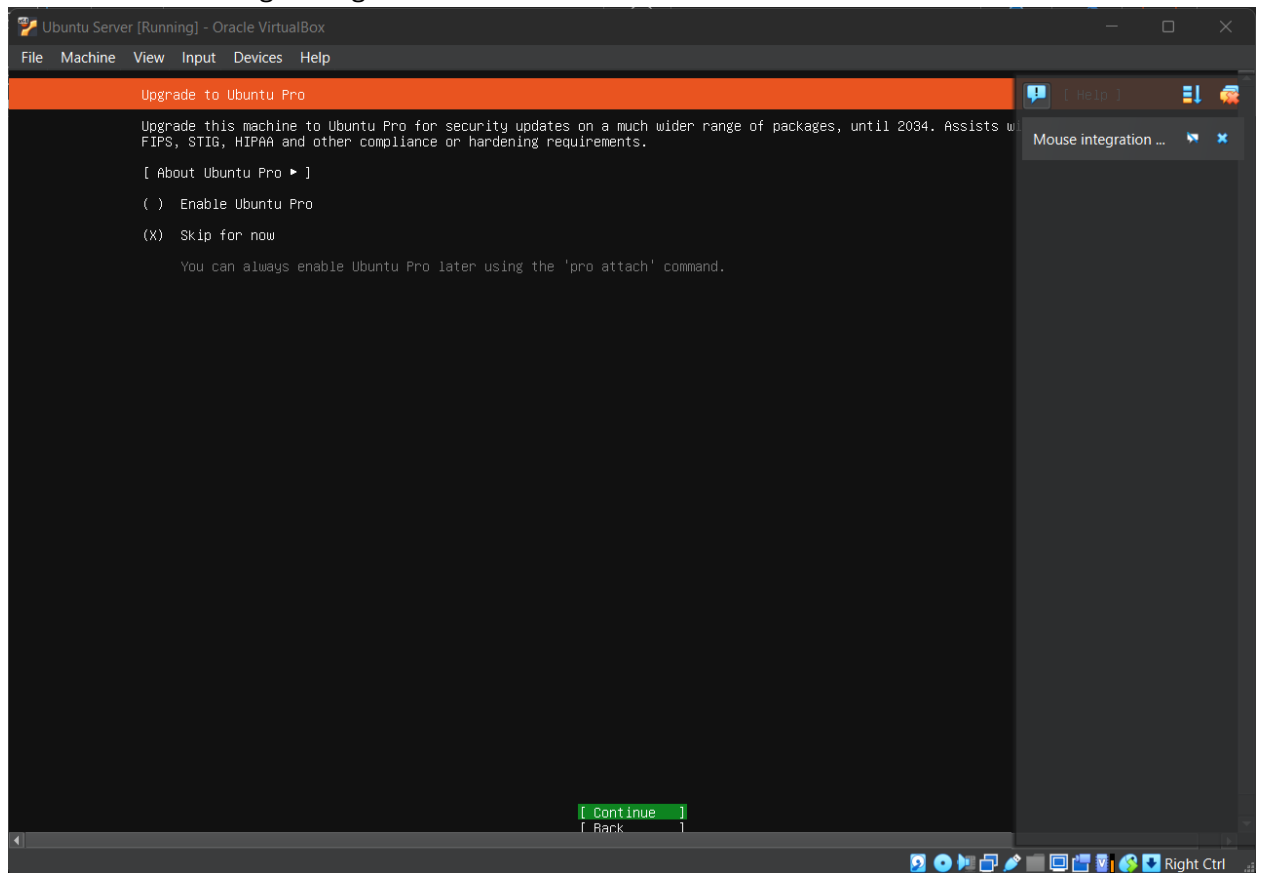 Ubuntu Server [Running] - Oracle VirtualBox
File Machine View Input Devices Help
Upgrade to Ubuntu Pro
[ Help ]
Upgrade this machine to Ubuntu Pro for security updates on a much wider range of packages, until 2034. Assists w
FIPS, STIG, HIPAA and other compliance or hardening requirements.
Mouse integration ...
[ About Ubuntu Pro ► ]
( ) Enable Ubuntu Pro
(X) Skip for now
You can always enable Ubuntu Pro later using the 'pro attach' command.
[ Continue ]
[ Back ]
Right Ctrl